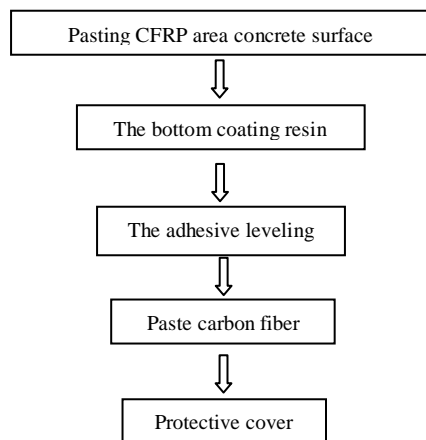 Pasting CFRP area concrete surface
The bottom coating resin
The adhesive leveling
Paste carbon fiber
Protective cover